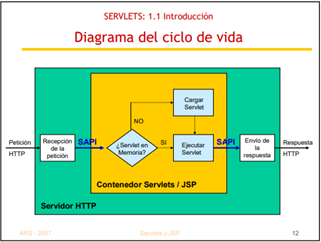 SERVLETS: 1.1 Introducción
Diagrama del ciclo de vida
Cargar
Servlet
NO
Petición
HTTP
Recepción
de la
petición
SAPI
¿Servlet en
Memoria?
SI
Ejecutar
Servlet
SAPI
Envio de
la
respuesta
Respuesta
HTTP
Contenedor Servlets / JSP
Servidor HTTP
- 2007
Servlets y JSP
12